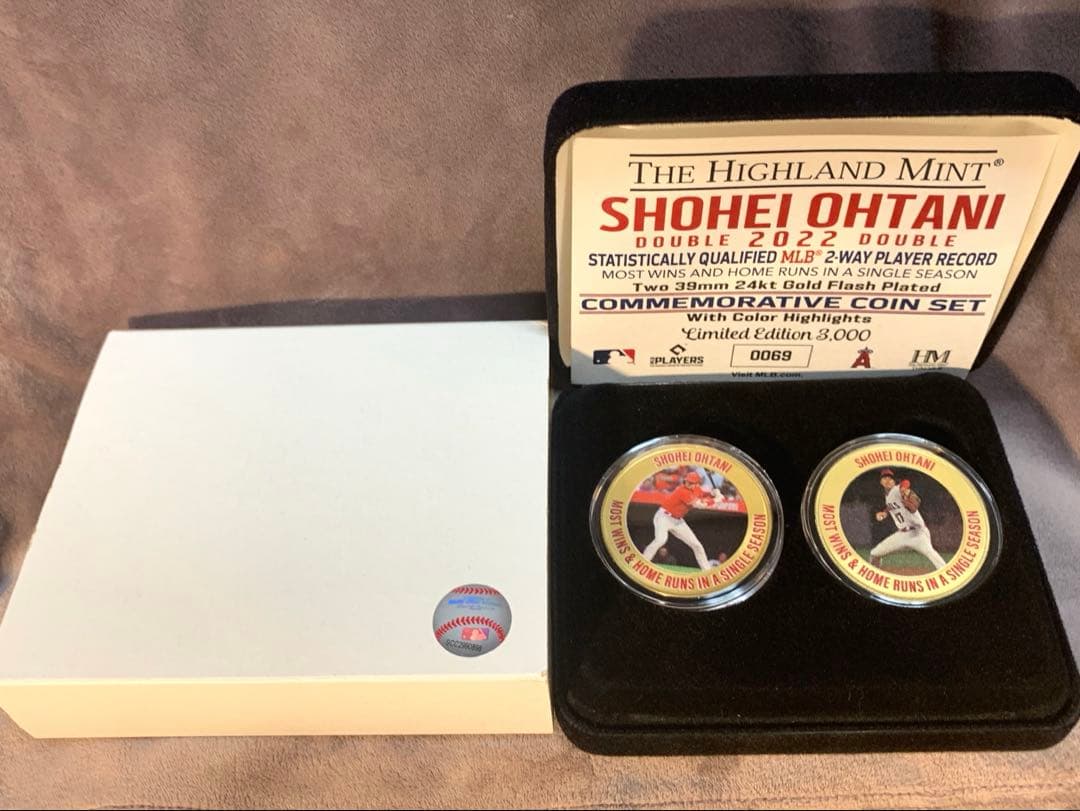 THE HIGHLAND MINT®
SHOHEI OHTANI
DOUBLE 2022 DOUBLE
STATISTICALLY QUALIFIED MLB® 2-WAY PLAYER RECORD
MOST WINS AND HOME RUNS IN A SINGLE SEASON
Two 39mm 24kt Gold Flash Plated
COMMEMORATIVE COIN SET
With Color Highlights
Limited Edition 3,000
PLAYERS
0069
A
HM
Visit MLB.com.
SHOHEI OHTANI
MOST WINS & HOME RUNS IN A SINGLE SEASON
SHOHEI OHTANI
17
MOST WINS & HOME RUNS IN A SINGLE SEASON